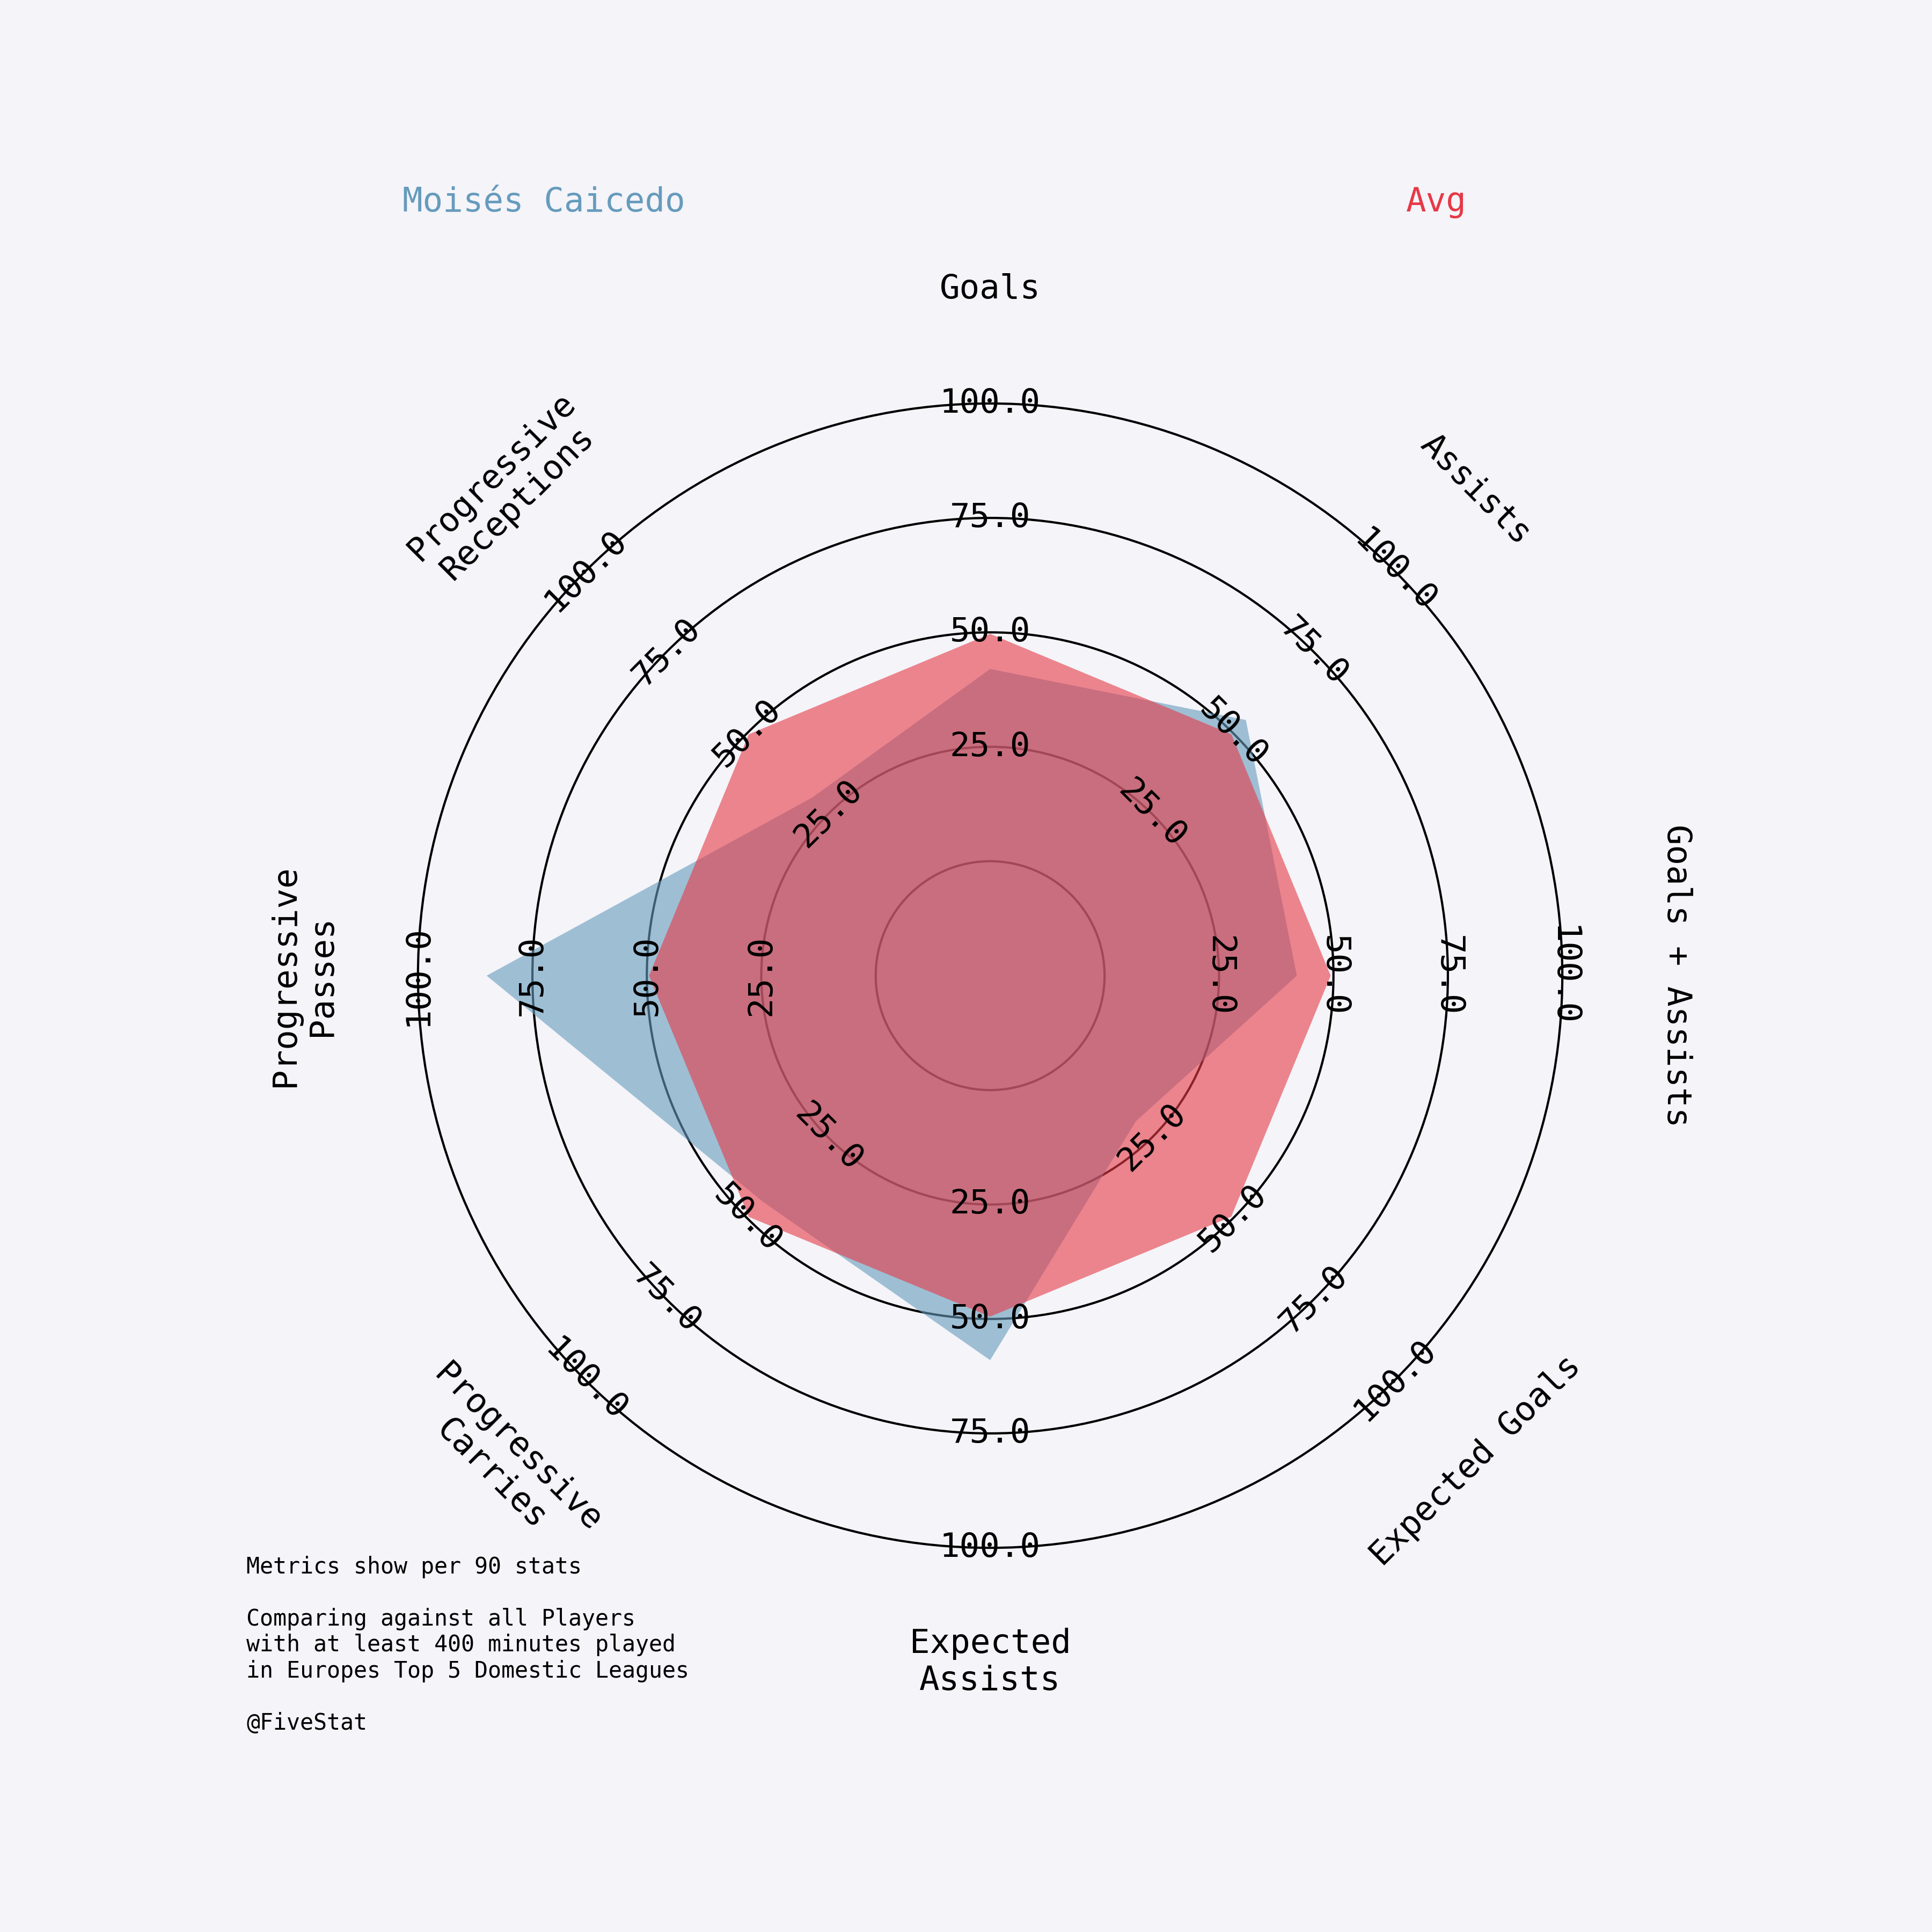 Moisés Caicedo
Avg
Goals
Assists
Goals + Assists
Expected Goals
Expected
Assists
Progressive
Carries
Progressive
Passes
Progressive
Receptions
25.0
50.0
75.0
100.0
25.0
50.0
75.0
100.0
25.0
50.0
75.0
100.0
25.0
50.0
75.0
100.0
25.0
50.0
75.0
100.0
25.0
50.0
75.0
100.0
25.0
50.0
75.0
100.0
25.0
50.0
75.0
100.0
Metrics show per 90 stats
Comparing against all Players
with at least 400 minutes played
in Europes Top 5 Domestic Leagues
@FiveStat